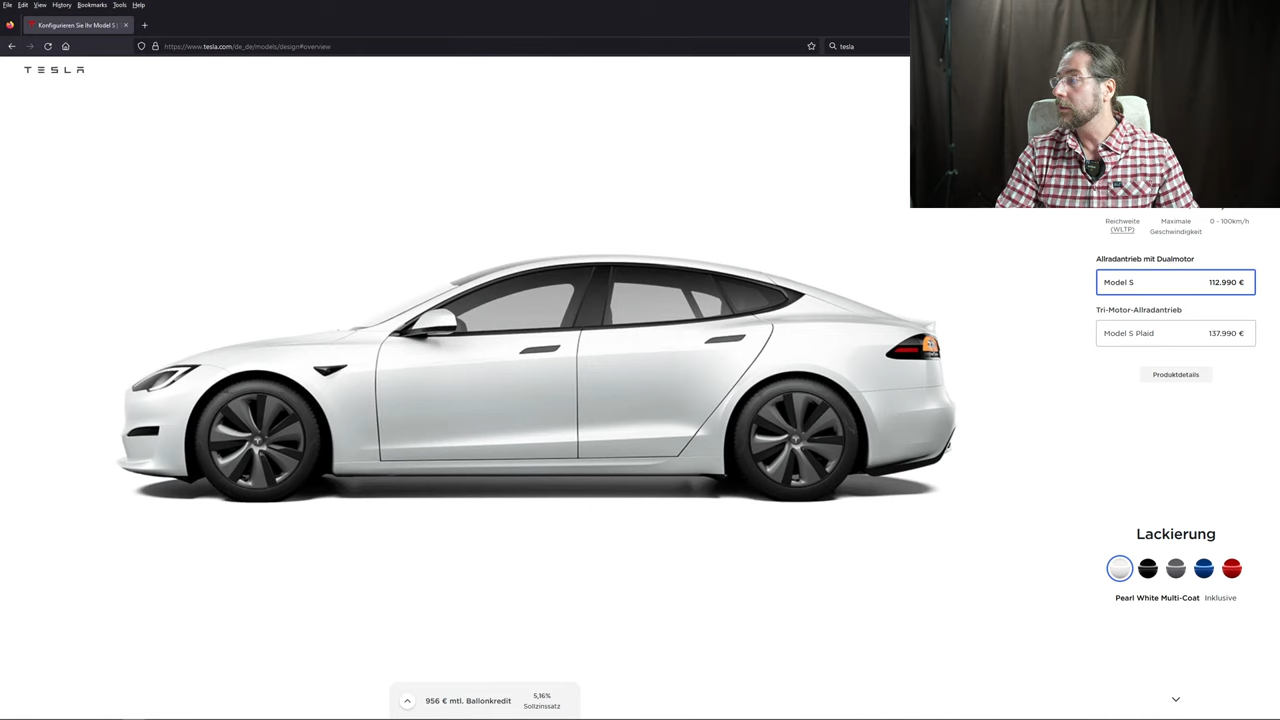 File Edit View History Bookmarks Tools Help
Konfigurieren Sie Ihr Model S |
https://www.tesla.com/de_de/models/design#overview
tesla
TESLA
Reichweite
(WLTP)
Maximale
Geschwindigkeit
0 - 100km/h
Allradantrieb mit Dualmotor
Model S 112.990 €
Tri-Motor-Allradantrieb
Model S Plaid 137.990 €
Produktdetails
Lackierung
Pearl White Multi-Coat Inklusive
956 € mtl. Ballonkredit
5,16%
Sollzinssatz